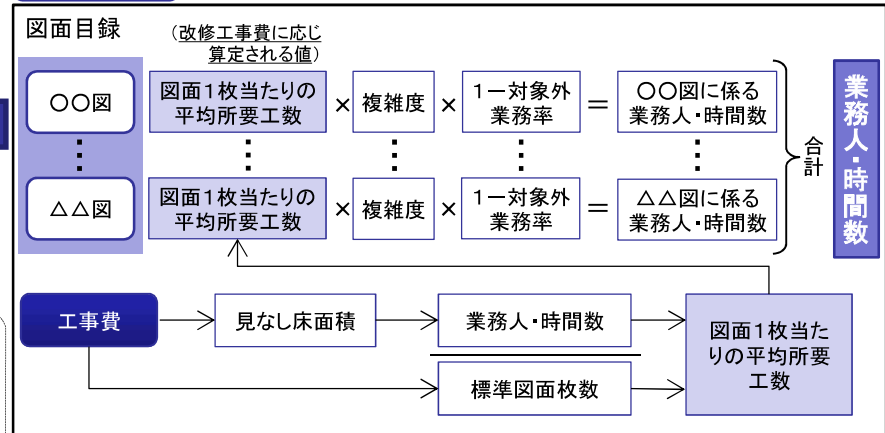 図面目録
(改修工事費に応じ
算定される値)
〇〇図
図面1枚当たりの
平均所要工数
×
複雑度
×
1ー対象外
業務率
=
〇〇図に係る
業務人・時間数
△△図
図面1枚当たりの
平均所要工数
×
複雑度
×
1ー対象外
業務率
=
△△図に係る
業務人・時間数
合計
業務人・時間数
工事費
見なし床面積
業務人・時間数
標準図面枚数
図面1枚当た
りの平均所要
工数